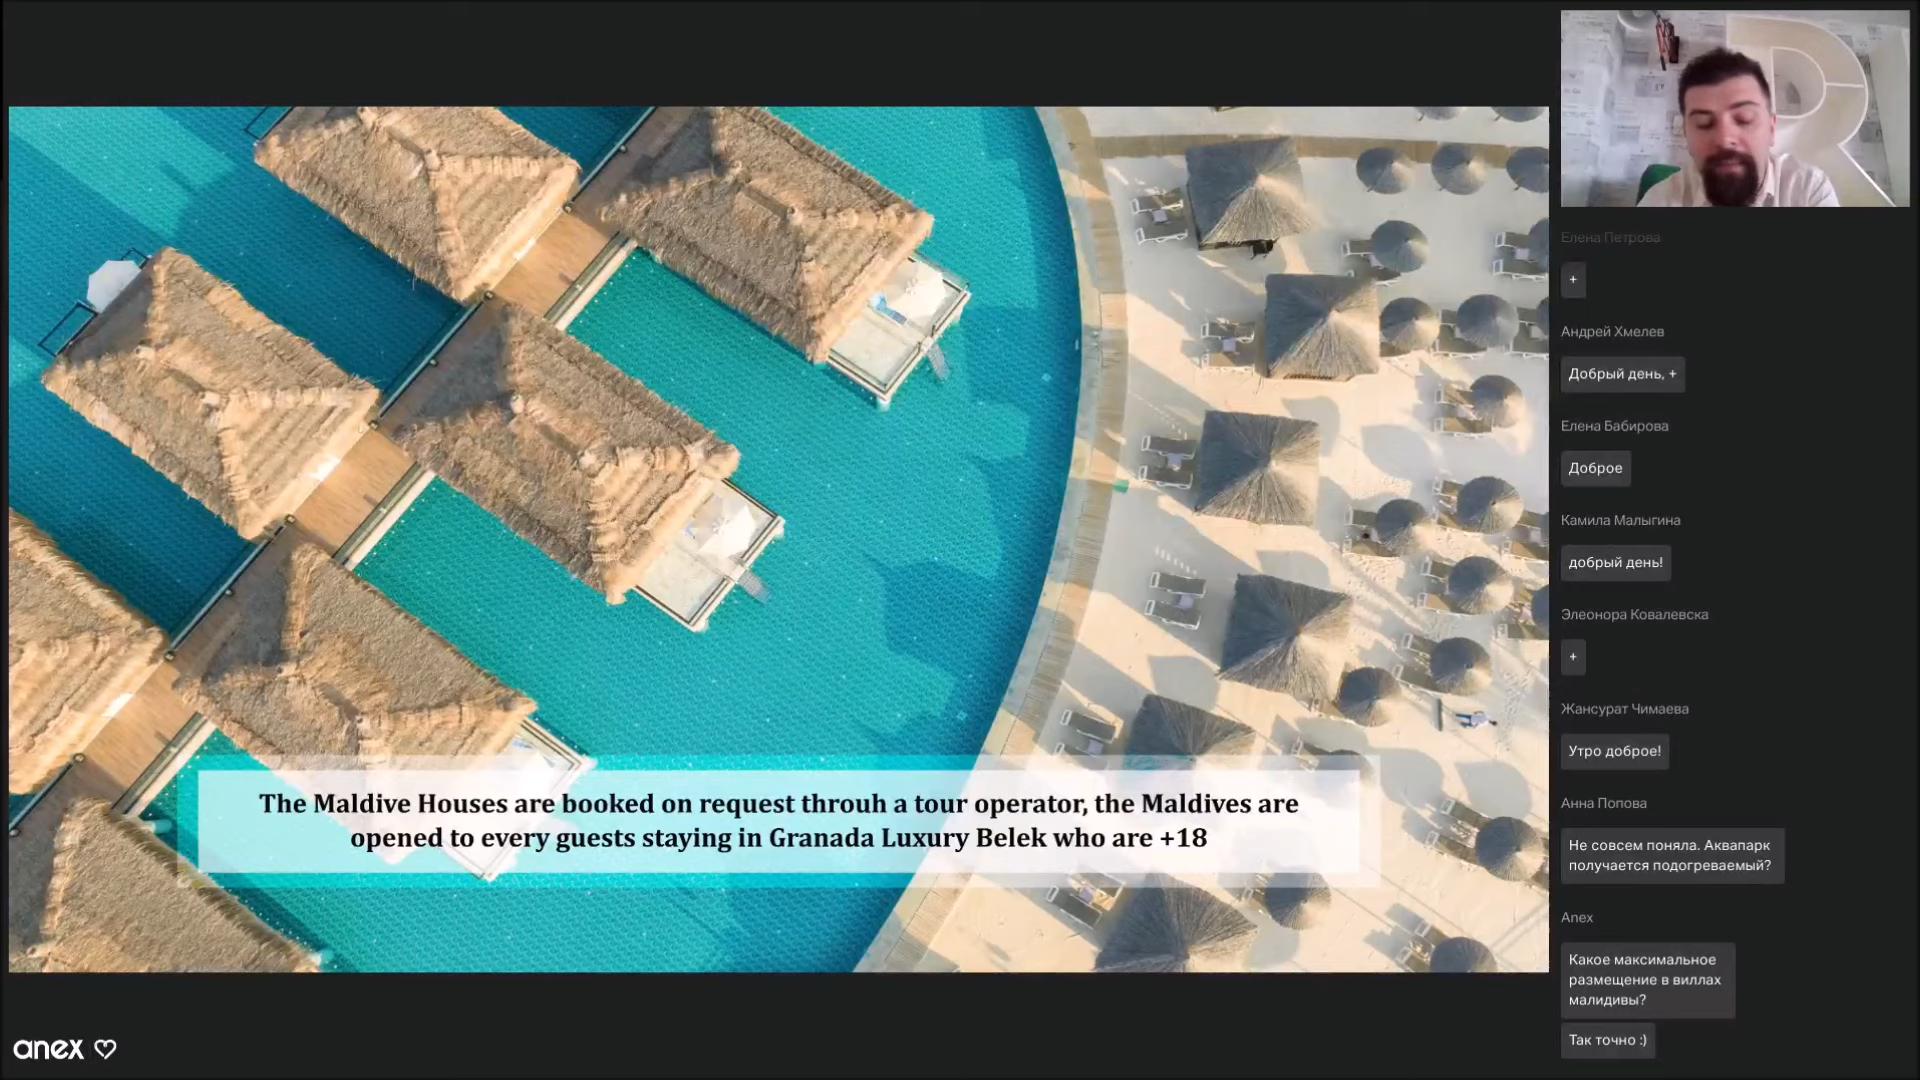 The Maldive Houses are booked on request throuh a tour operator, the Maldives are
opened to every guests staying in Granada Luxury Belek who are +18
anex
R
Елена Петрова
+
Андрей Хмелев
Добрый день, +
Елена Бабирова
Доброе
Камила Малыгина
добрый день!
Элеонора Ковалевска
+
Жансурат Чимаева
Утро доброе!
Анна Попова
Не совсем поняла. Аквапарк
получается подогреваемый?
Anex
Какое максимальное
размещение в виллах
малидивы?
Так точно :)